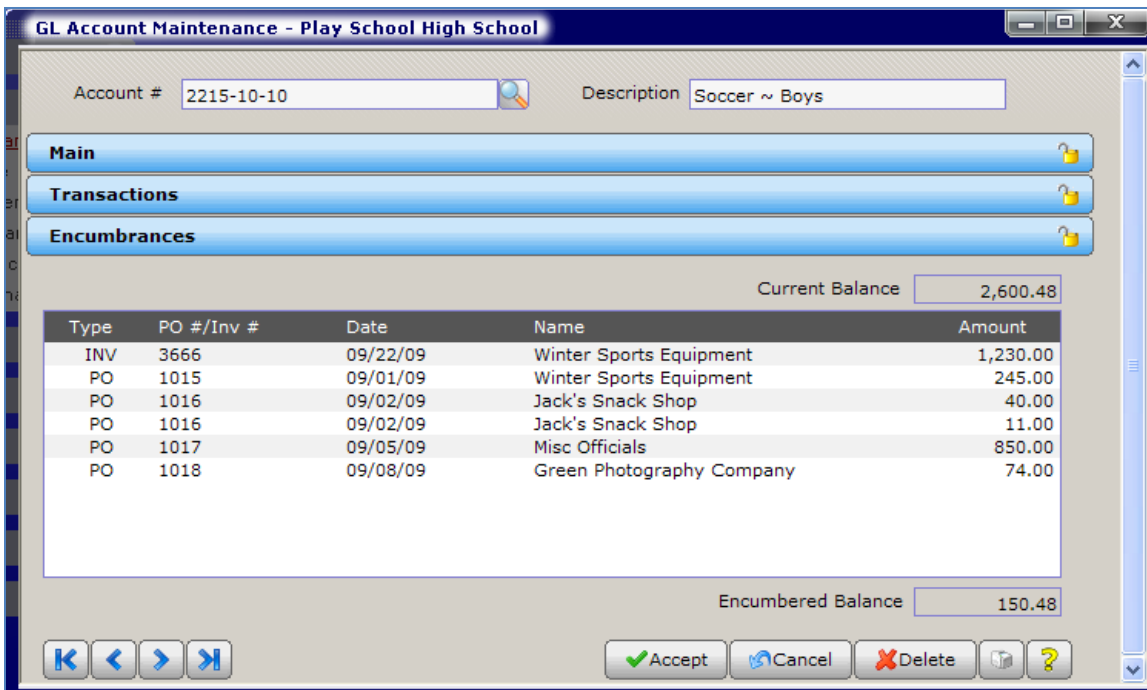 GL Account Maintenance - Play School High School
Account # 2215-10-10 Description Soccer ~ Boys
Main
Transactions
Encumbrances
Current Balance 2,600.48
Type PO #/Inv # Date Name Amount
INV 3666 09/22/09 Winter Sports Equipment 1,230.00
PO 1015 09/01/09 Winter Sports Equipment 245.00
PO 1016 09/02/09 Jack's Snack Shop 40.00
PO 1016 09/02/09 Jack's Snack Shop 11.00
PO 1017 09/05/09 Misc Officials 850.00
PO 1018 09/08/09 Green Photography Company 74.00
Encumbered Balance 150.48
Accept Cancel Delete ?